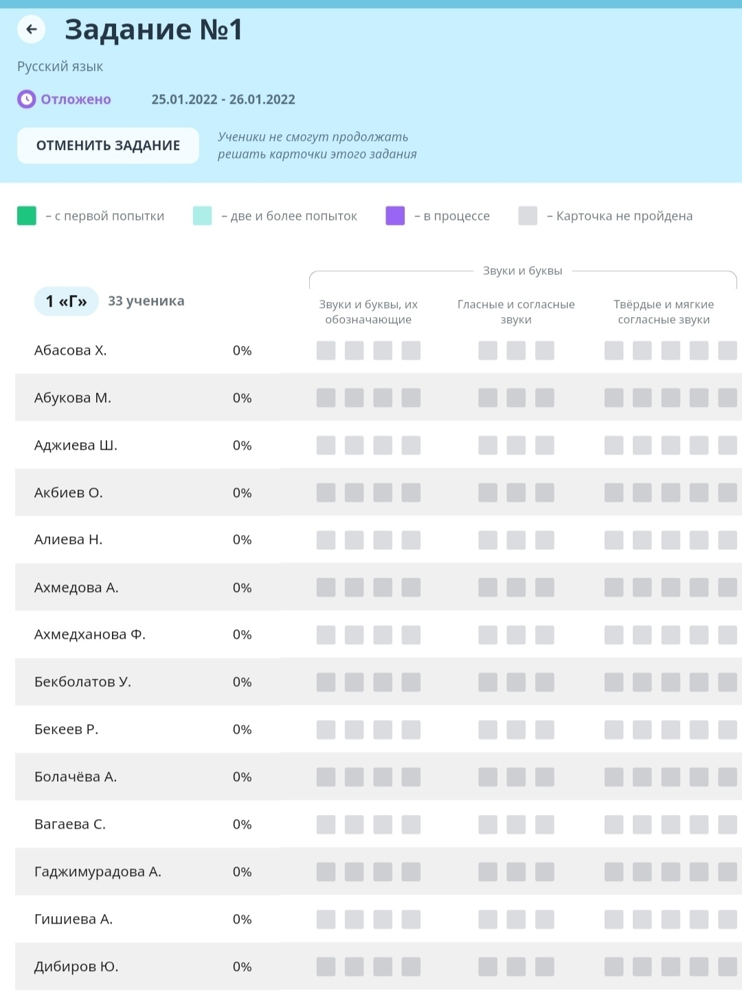 Задание №1
Русский язык
Отложено 25.01.2022 - 26.01.2022
ОТМЕНИТЬ ЗАДАНИЕ
Ученики не смогут продолжать
решать карточки этого задания
– с первой попытки – две и более попыток – в процессе – Карточка не пройдена
Звуки и буквы
1 «Г» 33 ученика
Звуки и буквы, их
обозначающие
Гласные и согласные
звуки
Твёрдые и мягкие
согласные звуки
Абасова Х. 0%
Абукова М. 0%
Аджиева Ш. 0%
Акбиев О. 0%
Алиева Н. 0%
Ахмедова А. 0%
Ахмедханова Ф. 0%
Бекболатов У. 0%
Бекеев Р. 0%
Болачёва А. 0%
Вагаева С. 0%
Гаджимурадова А. 0%
Гишиева А. 0%
Дибиров Ю. 0%